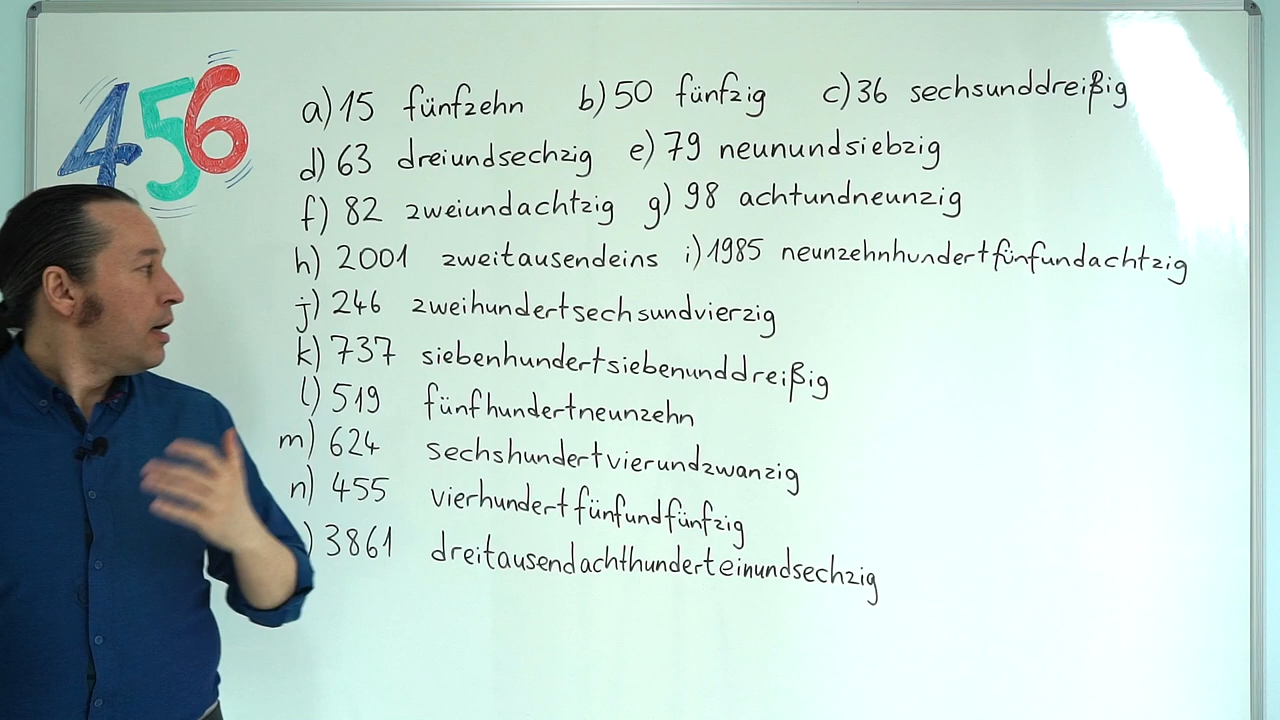 456
a) 15 fünfzehn b) 50 fünfzig c) 36 sechsunddreißig
d) 63 dreiundsechzig e) 79 neunundsiebzig
f) 82 zweiundachtzig g) 98 achtundneunzig
h) 2001 zweitausendeins i) 1985 neunzehnhundertfünfundachtzig
j) 246 zweihundertsechsundvierzig
k) 737 siebenhundertsiebenunddreißig
l) 519 fünfhundertneunzehn
m) 624 sechshundertvierundzwanzig
n) 455 vierhundertfünfundfünfzig
) 3861 dreitausendachthunderteinundsechzig